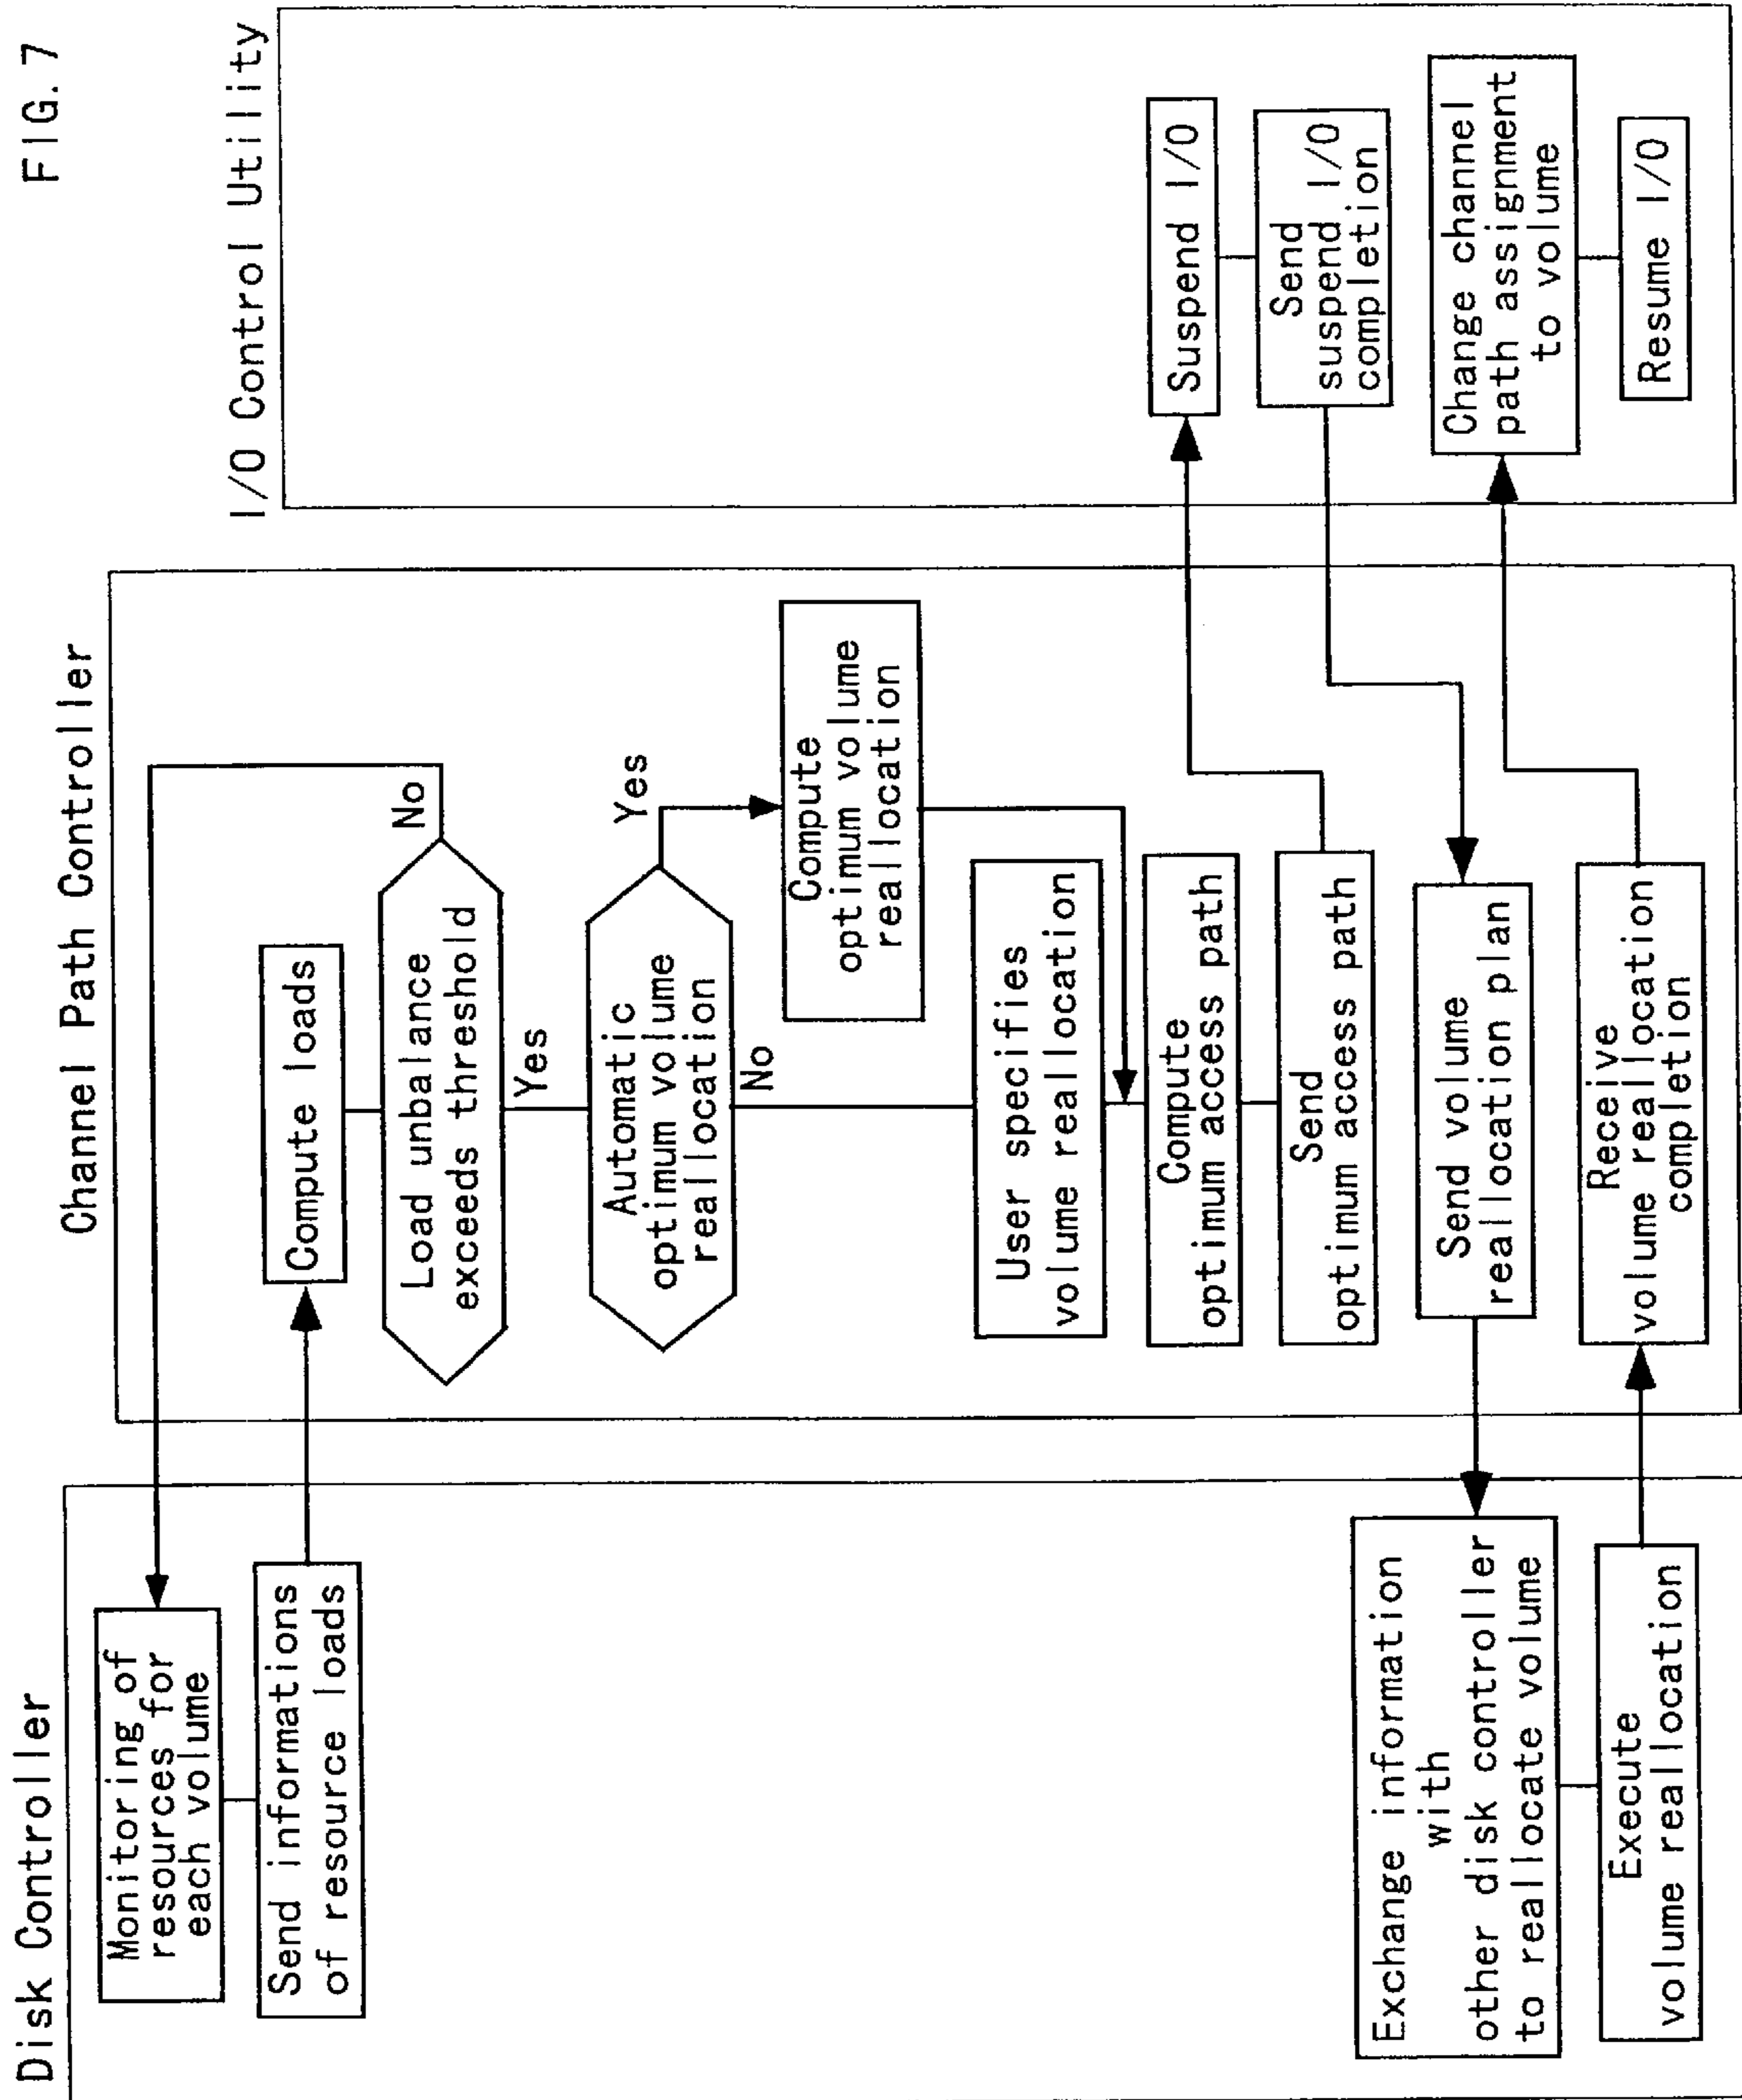 FIG. 7
Disk Controller
Monitoring of
resources for
each volume
Send informations
of resource loads
Exchange information
with
other disk controller
to reallocate volume
Execute
volume reallocation
Channel Path Controller
Compute loads
Load unbalance
exceeds threshold
No
Yes
Automatic
optimum volume
reallocation
Yes
No
Compute
optimum volume
reallocation
User specifies
volume reallocation
Compute
optimum access path
Send
optimum access path
Send volume
reallocation plan
Receive
volume reallocation
completion
I/O Control Utility
Suspend I/O
Send
suspend I/O
completion
Change channel
path assignment
to volume
Resume I/O